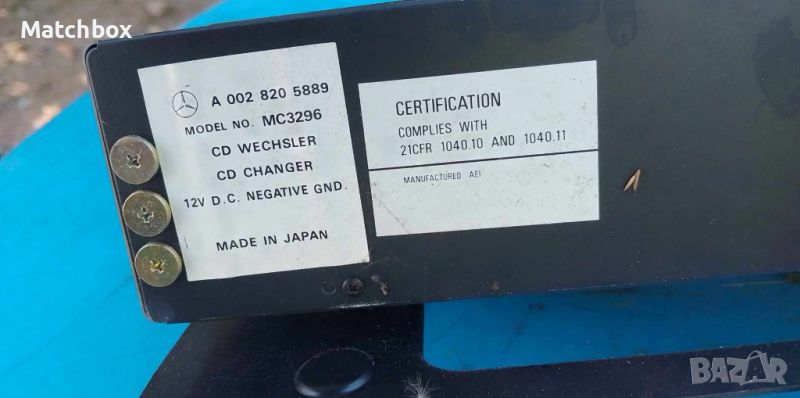 Matchbox
A 002 820 5889
MODEL NO. MC3296
CD WECHSLER
CD CHANGER
12V D.C. NEGATIVE GND.
MADE IN JAPAN
CERTIFICATION
COMPLIES WITH
21CFR 1040.10 AND 1040.11
MANUFACTURED AEI
BAZAR